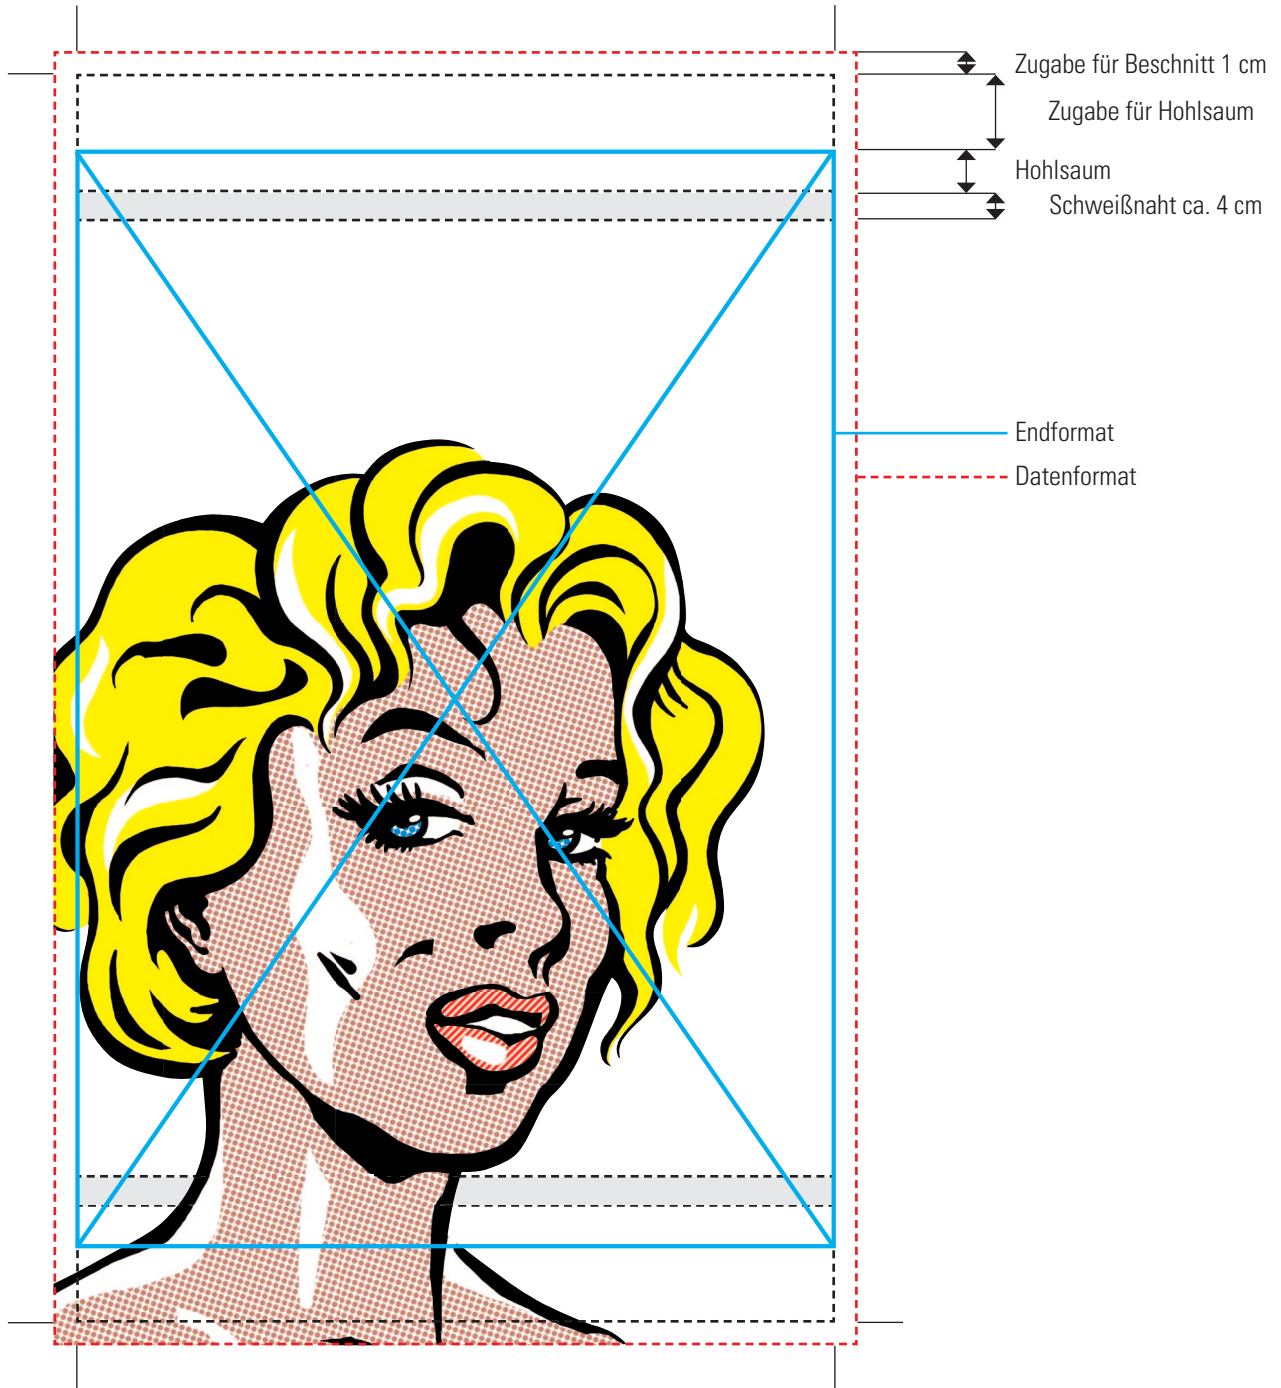 Zugabe für Beschnitt 1 cm
Zugabe für Hohlsaum
Hohlsaum
Schweißnaht ca. 4 cm
Endformat
Datenformat